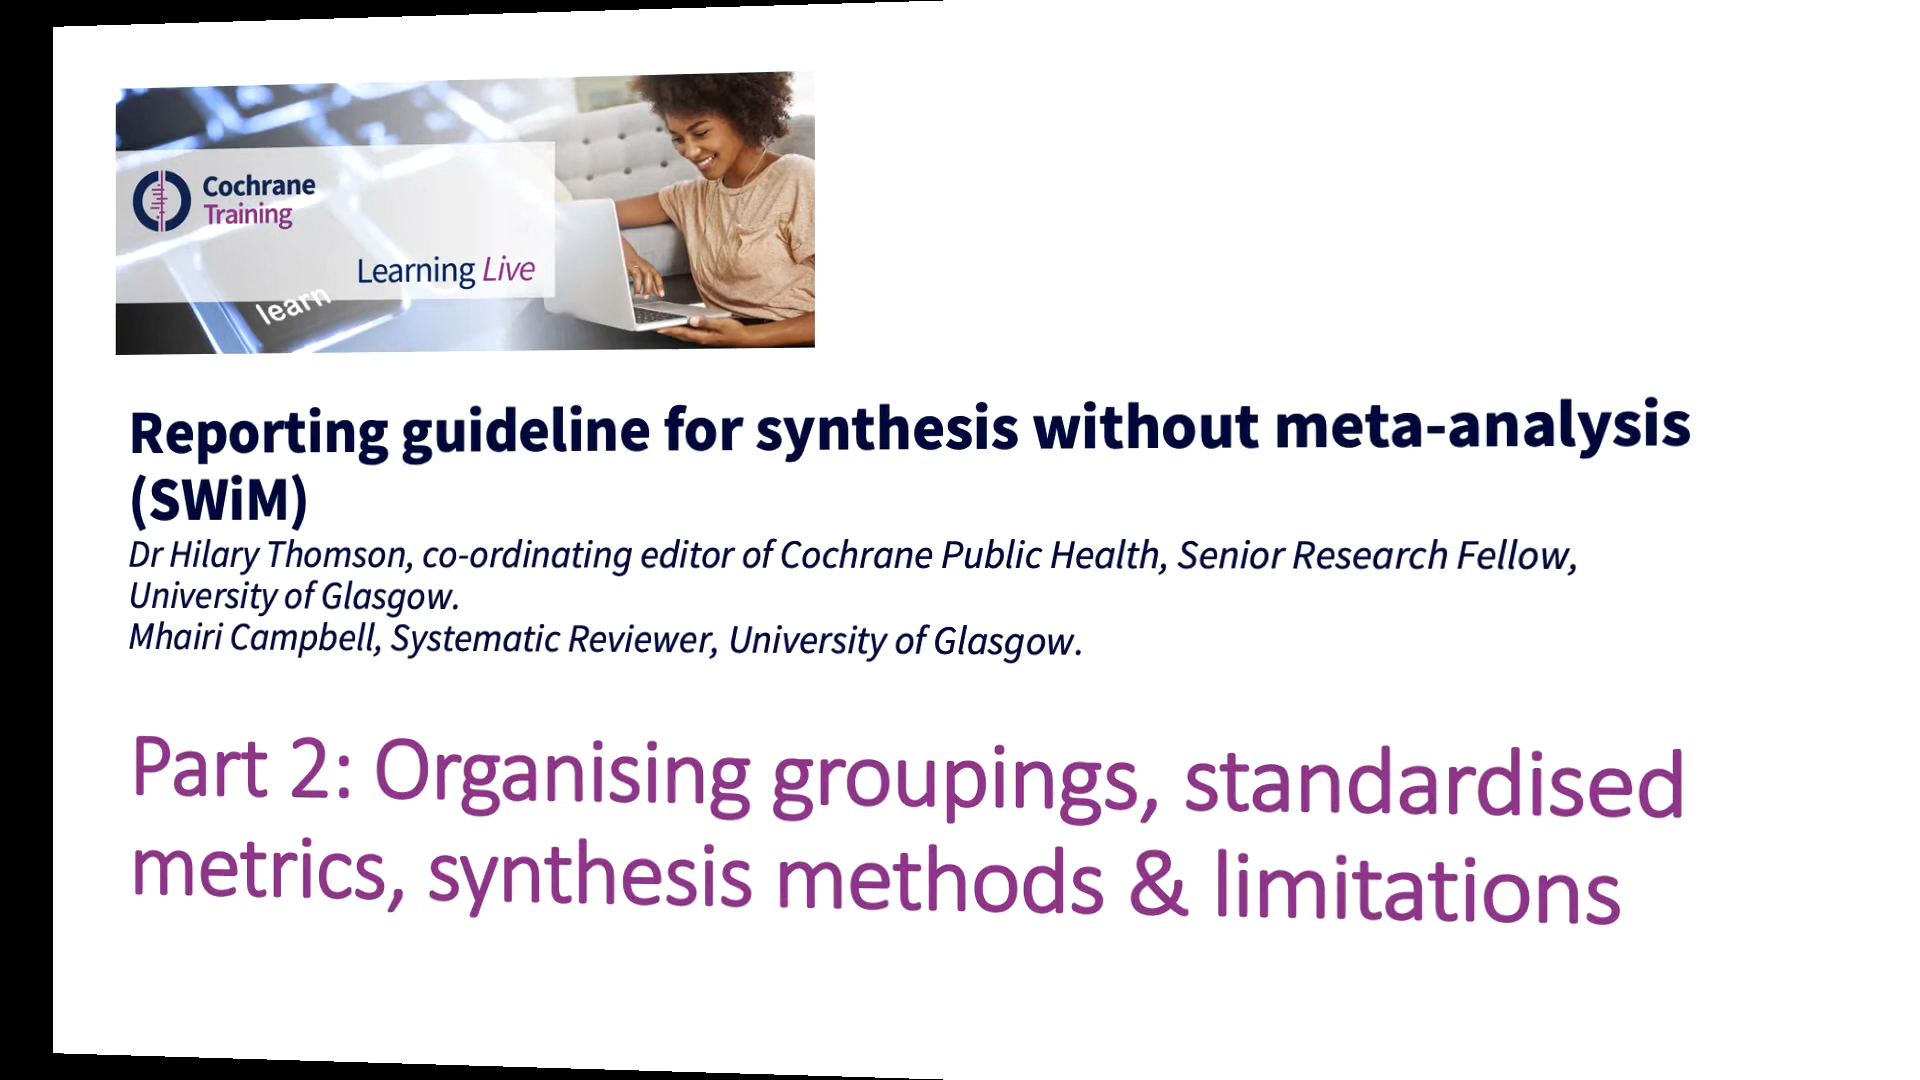 Cochrane
Training
Learning Live
learn
Reporting guideline for synthesis without meta-analysis
(SWiM)
Dr Hilary Thomson, co-ordinating editor of Cochrane Public Health, Senior Research Fellow,
University of Glasgow.
Mhairi Campbell, Systematic Reviewer, University of Glasgow.
Part 2: Organising groupings, standardised
metrics, synthesis methods & limitations